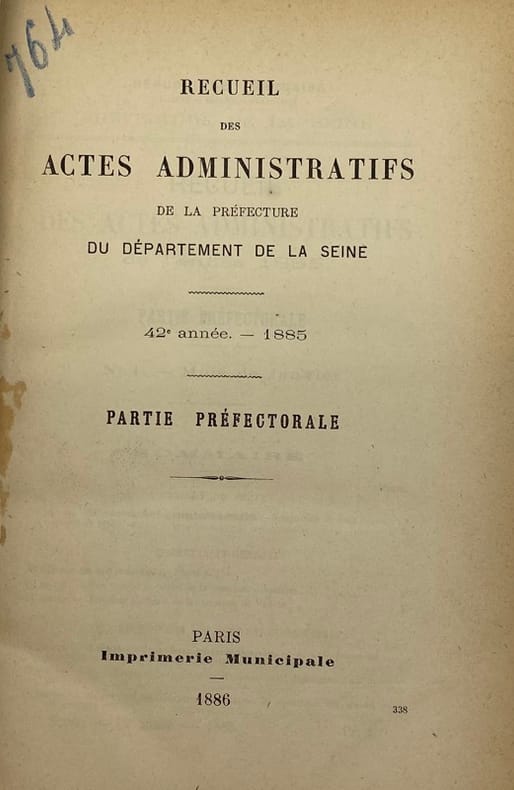 764
RECUEIL
DES
ACTES ADMINISTRATIFS
DE LA PRÉFECTURE
DU DÉPARTEMENT DE LA SEINE
42e année. — 1885
PARTIE PRÉFECTORALE
PARIS
Imprimerie Municipale
1886
338